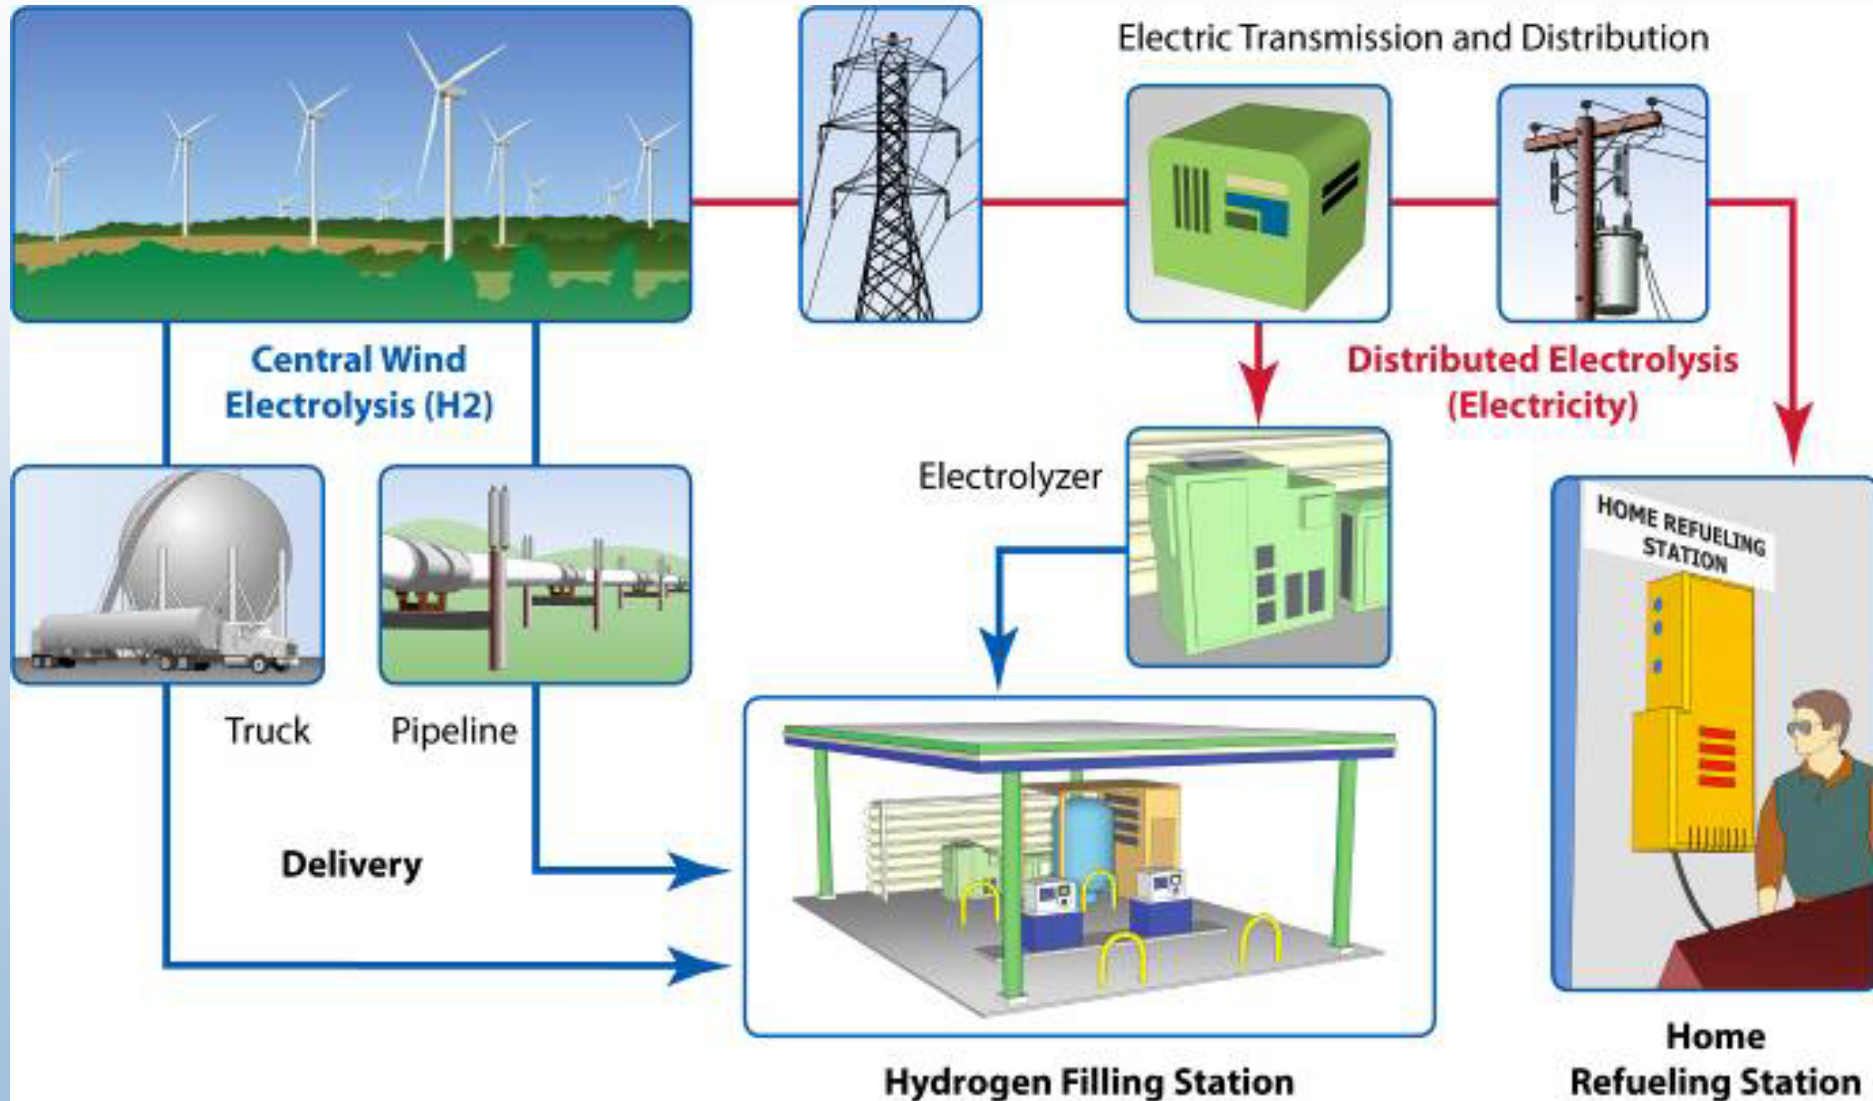 Electric Transmission and Distribution
Central Wind
Electrolysis (H2)
Distributed Electrolysis
(Electricity)
Electrolyzer
HOME REFUELING
STATION
Truck
Pipeline
Delivery
Hydrogen Filling Station
Home
Refueling Station